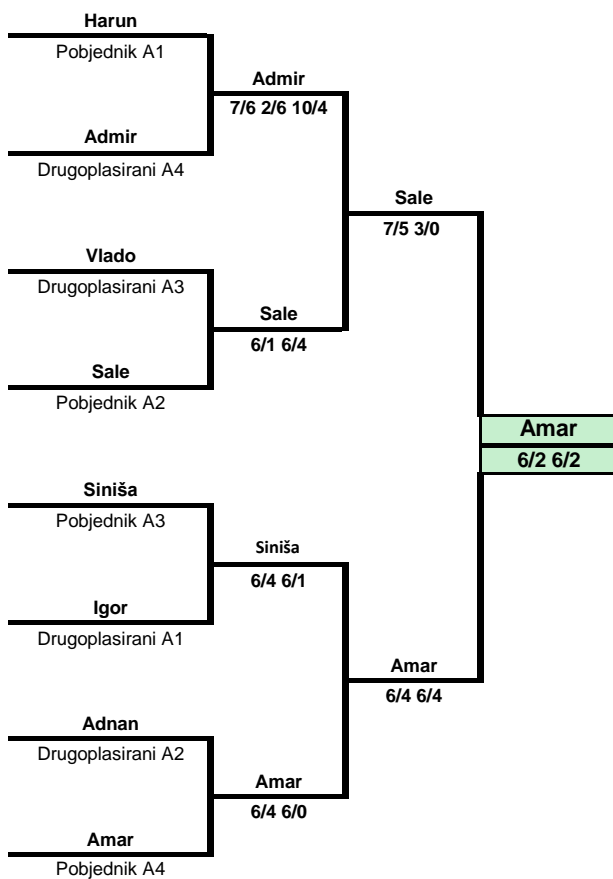 Harun
Pobjednik A1
Admir
7/6 2/6 10/4
Admir
Drugoplasirani A4
Sale
7/5 3/0
Vlado
Drugoplasirani A3
Sale
6/1 6/4
Sale
Pobjednik A2
Amar
6/2 6/2
Siniša
Pobjednik A3
Siniša
6/4 6/1
Igor
Drugoplasirani A1
Amar
6/4 6/4
Adnan
Drugoplasirani A2
Amar
6/4 6/0
Amar
Pobjednik A4